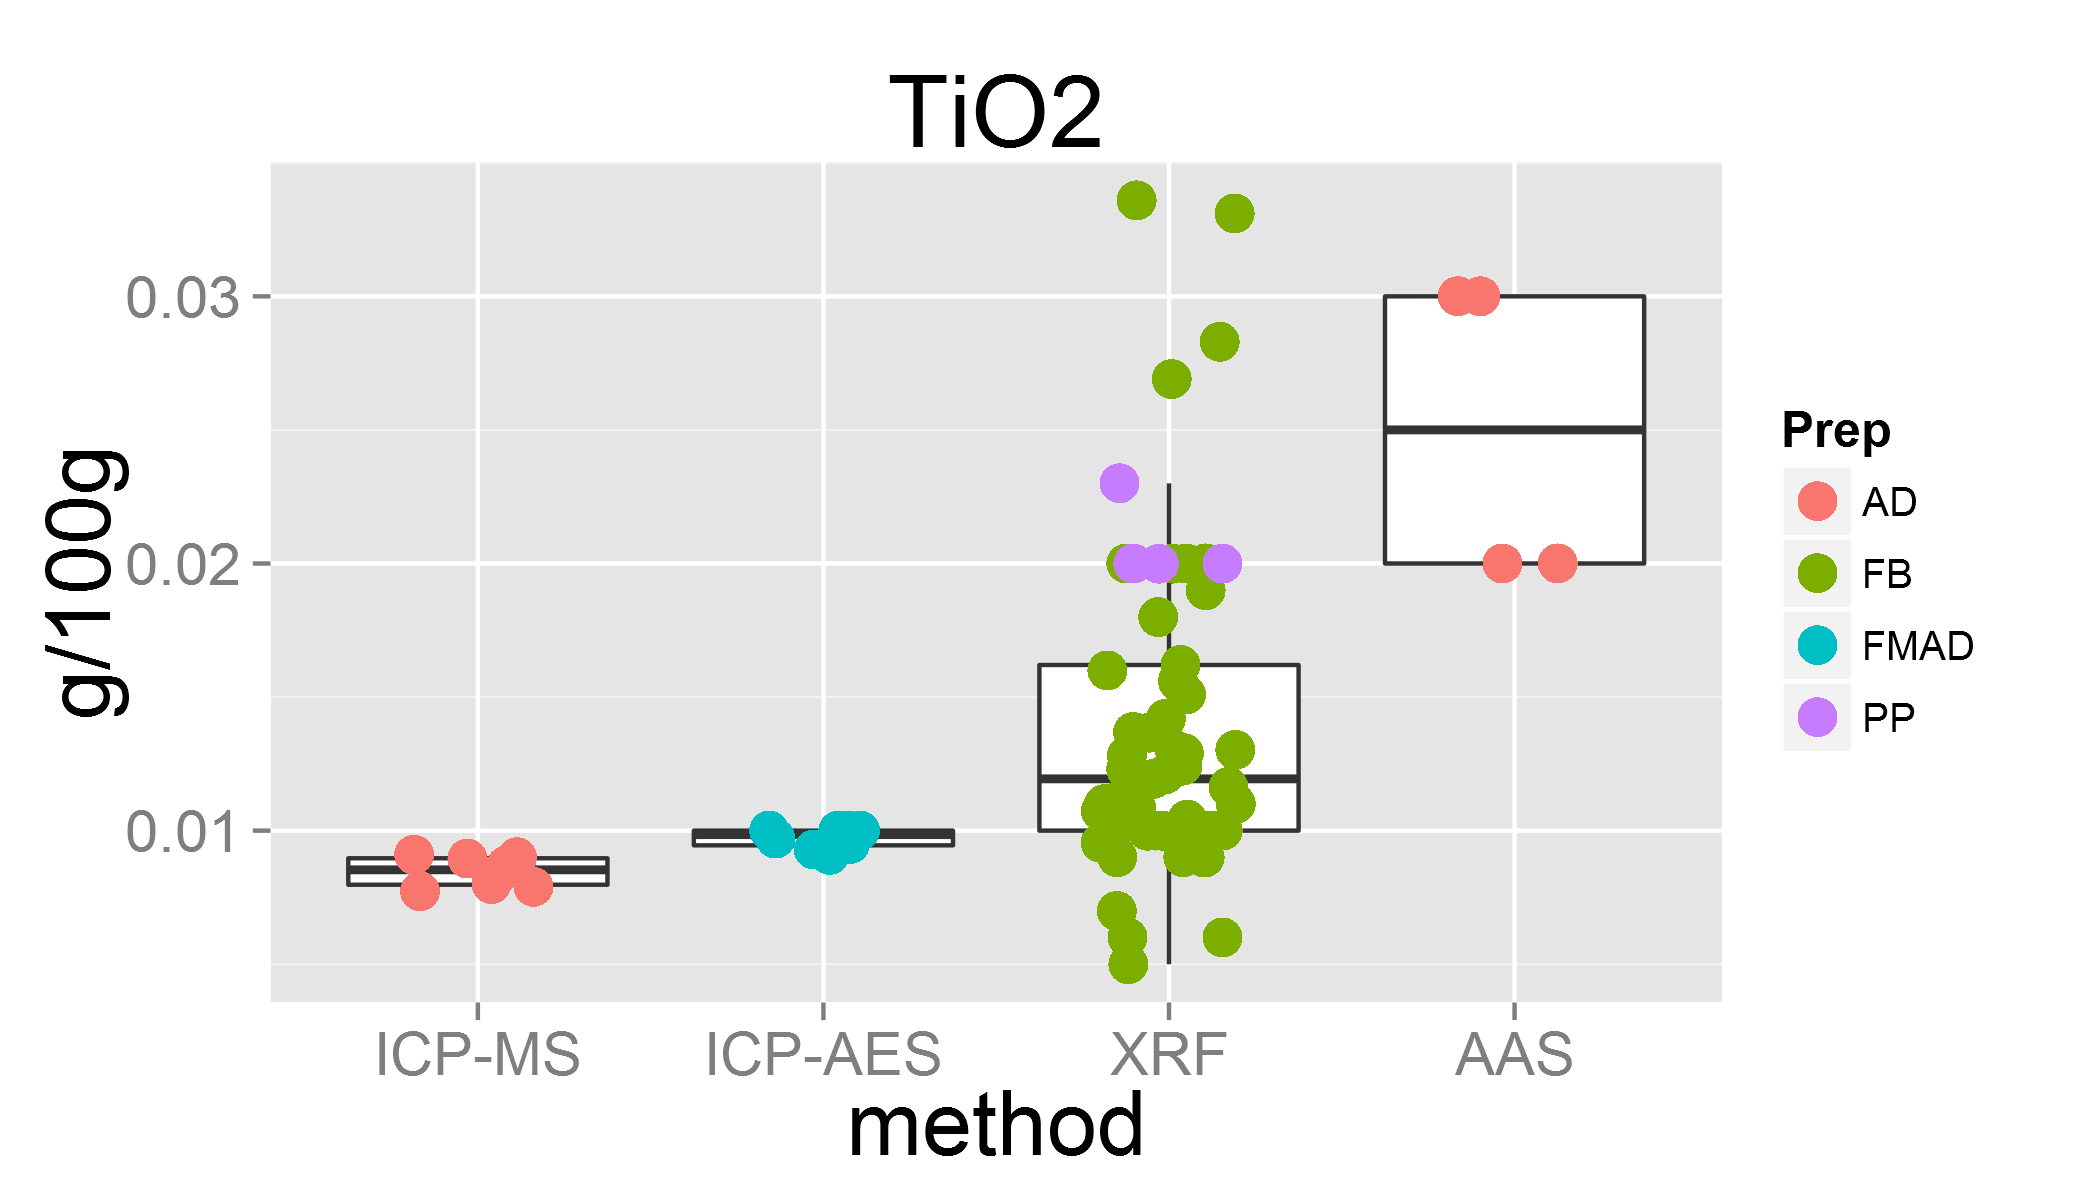 TiO2
g/100g
0.03
0.02
0.01
ICP-MS
ICP-AES
XRF
AAS
method
Prep
AD
FB
FMAD
PP